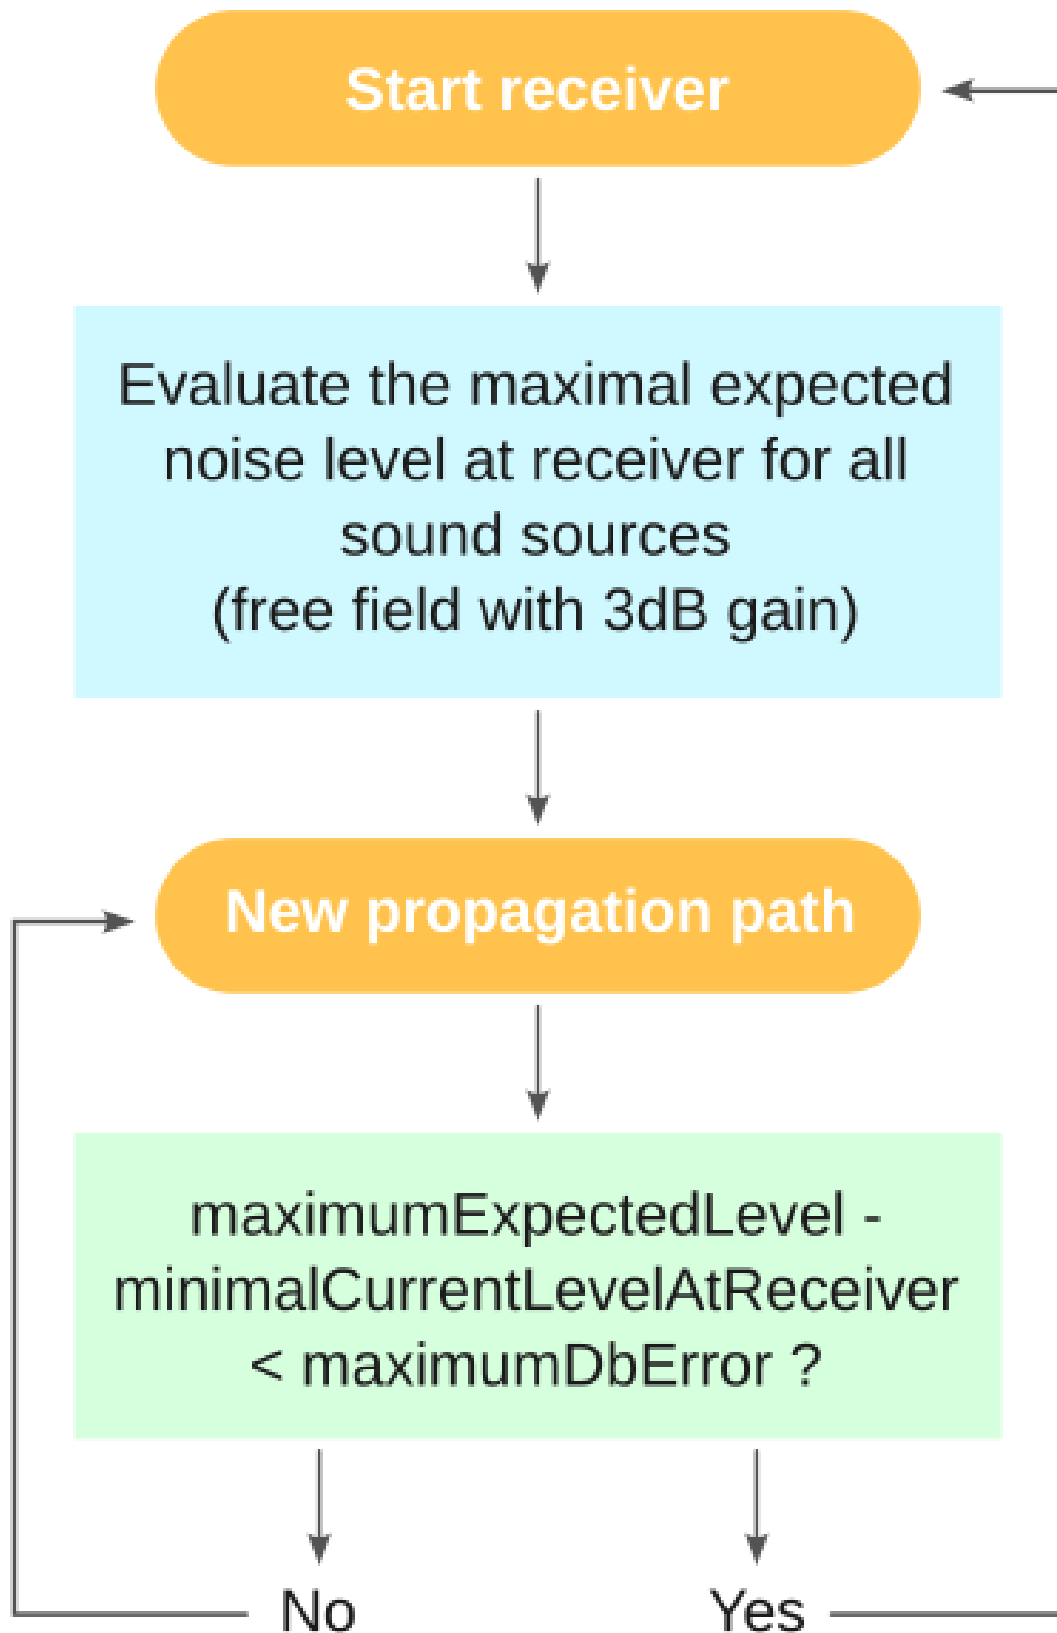 Start receiver
Evaluate the maximal expected
noise level at receiver for all
sound sources
(free field with 3dB gain)
New propagation path
maximumExpectedLevel -
minimalCurrentLevelAtReceiver
< maximumDbError ?
No
Yes